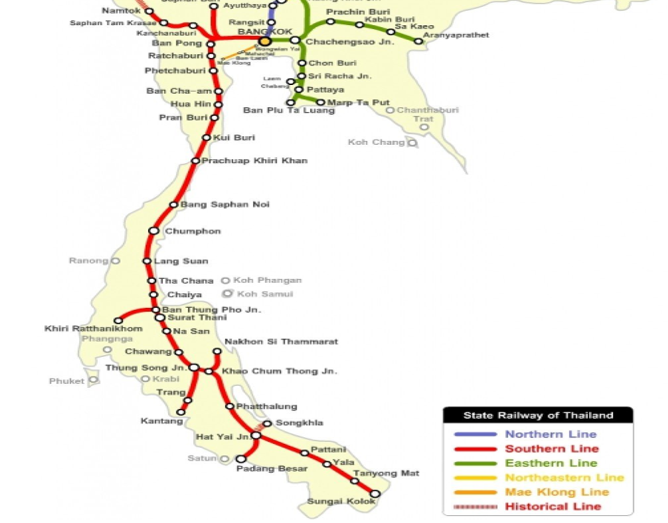 Ayutthaya
Prachin Buri
Kabin Buri
Sa Kaeo
Aranyaprathet
Namtok
Saphan Tam Krasae
Kanchanaburi
Rangsit
BANGKOK
Chachengsao Jn.
Ban Pong
Wongwian Yai
Mahachai
Ban Laem
Mae Klong
Ratchaburi
Phetchaburi
Chon Buri
Sri Racha Jn.
Laem
Chabang
Pattaya
Ban Cha-am
Hua Hin
Ban Plu Ta Luang
Marp Ta Put
Chanthaburi
Trat
Pran Buri
Kui Buri
Koh Chang
Prachuap Khiri Khan
Bang Saphan Noi
Chumphon
Ranong
Lang Suan
Tha Chana
Koh Phangan
Chaiya
Koh Samui
Ban Thung Pho Jn.
Surat Thani
Khiri Ratthanikhom
Na San
Phangnga
Nakhon Si Thammarat
Chawang
Thung Song Jn.
Khao Chum Thong Jn.
Phuket
Krabi
Trang
Phatthalung
Kantang
Songkhla
Hat Yai Jn.
Pattani
Satun
Padang Besar
Yala
Tanyong Mat
Sungai Kolok
State Railway of Thailand
Northern Line
Southern Line
Eastern Line
Northeastern Line
Mae Klong Line
Historical Line